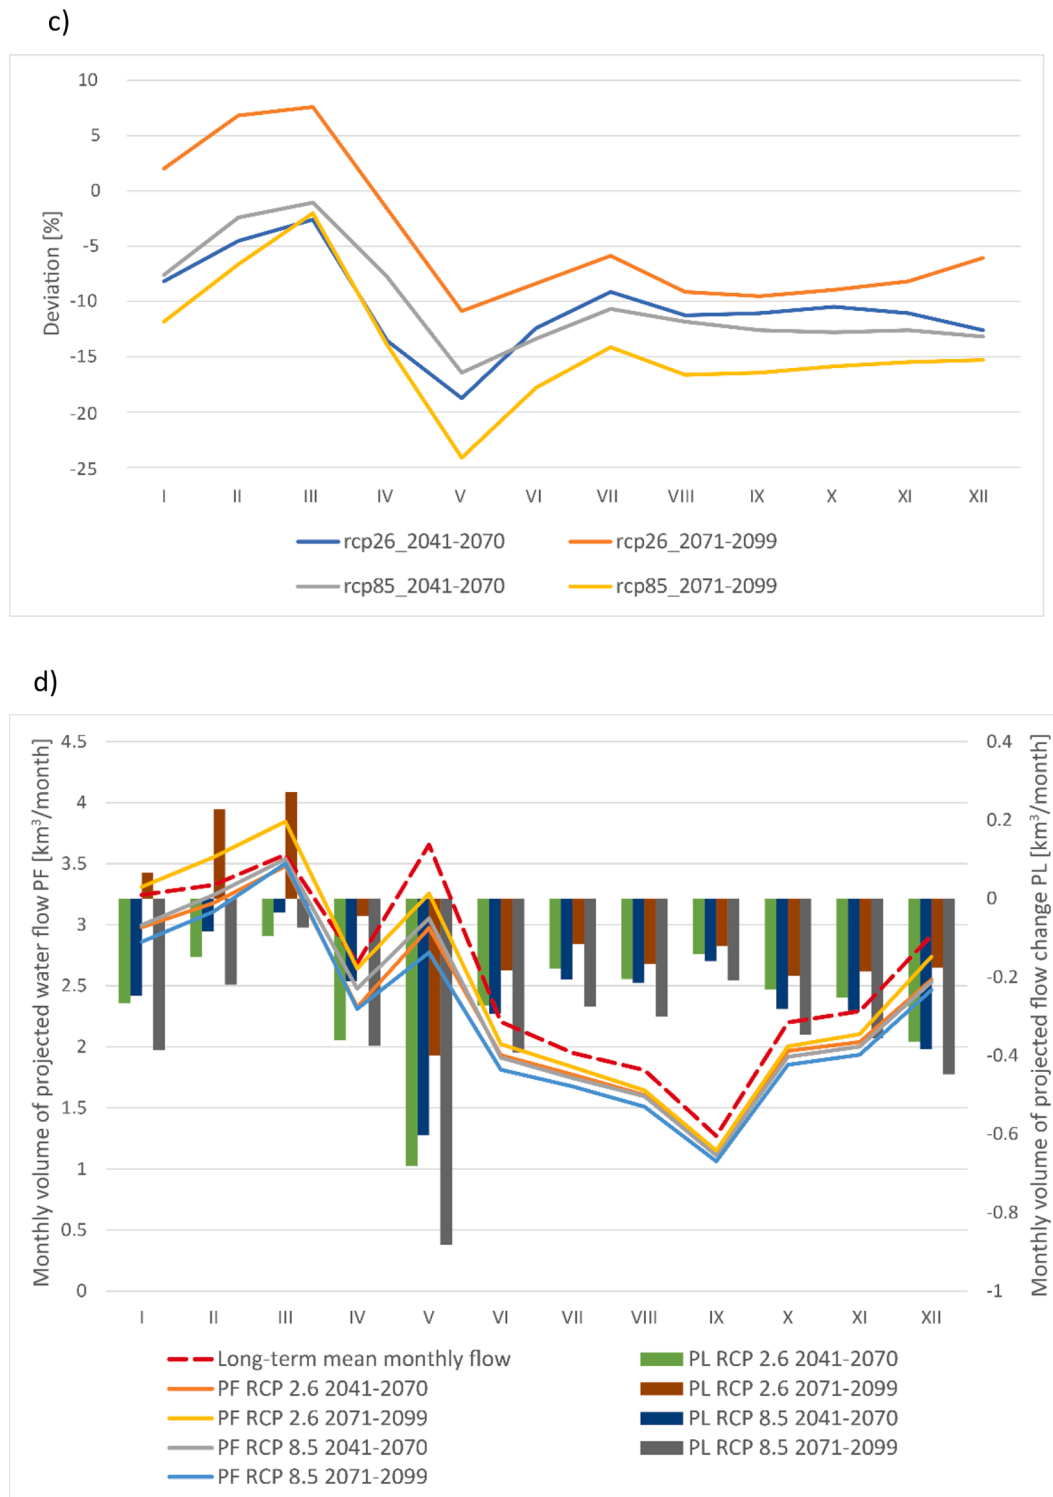 c)
10
5
0
-5
-10
-15
-20
-25
Deviation [%]
I II III IV V VI VII VIII IX X XI XII
rcp26_2041-2070 rcp26_2071-2099
rcp85_2041-2070 rcp85_2071-2099
d)
Monthly volume of projected water flow PF [km³/month]
4.5
4
3.5
3
2.5
2
1.5
1
0.5
0
0.4
0.2
0
-0.2
-0.4
-0.6
-0.8
-1
Monthly volume of projected flow change PL [km³/month]
I II III IV V VI VII VIII IX X XI XII
Long-term mean monthly flow PL RCP 2.6 2041-2070
PF RCP 2.6 2041-2070 PL RCP 2.6 2071-2099
PF RCP 2.6 2071-2099 PL RCP 8.5 2041-2070
PF RCP 8.5 2041-2070 PL RCP 8.5 2071-2099
PF RCP 8.5 2071-2099